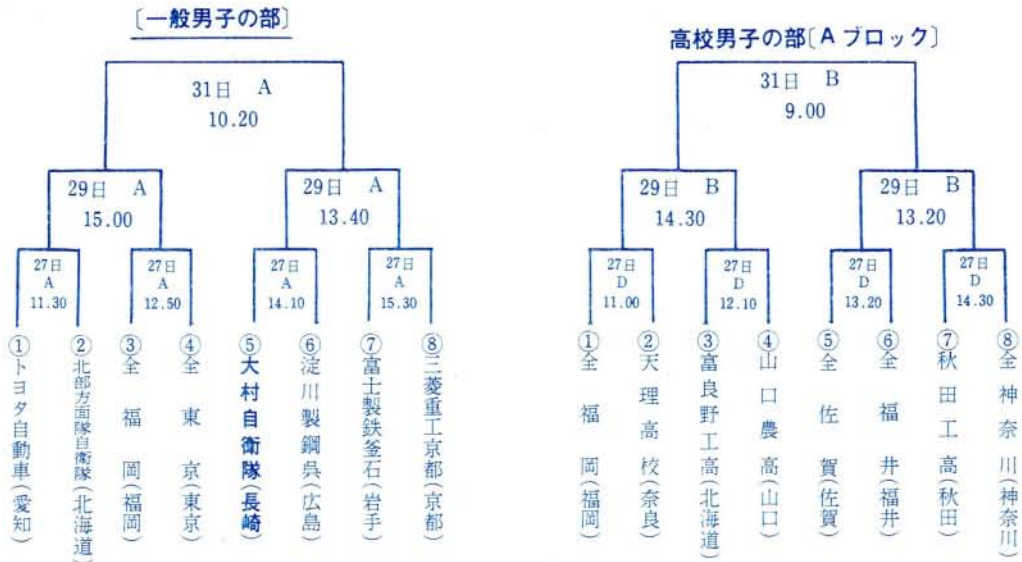 〔一般男子の部〕
31日 A
10.20
29日 A
15.00
29日 A
13.40
27日
A
11.30
27日
A
12.50
27日
A
14.10
27日
A
15.30
①トヨタ自動車(愛知)
②北部方面隊自衛隊(北海道)
③全福岡(福岡)
④全東京(東京)
⑤大村自衛隊(長崎)
⑥淀川製鋼呉(広島)
⑦富士製鉄釜石(岩手)
⑧三菱重工京都(京都)
高校男子の部〔Aブロック〕
31日 B
9.00
29日 B
14.30
29日 B
13.20
27日
D
11.00
27日
D
12.10
27日
D
13.20
27日
D
14.30
①全福岡(福岡)
②天理高校(奈良)
③富良野工高(北海道)
④山口農高(山口)
⑤全佐賀(佐賀)
⑥全福井(福井)
⑦秋田工高(秋田)
⑧全神奈川(神奈川)